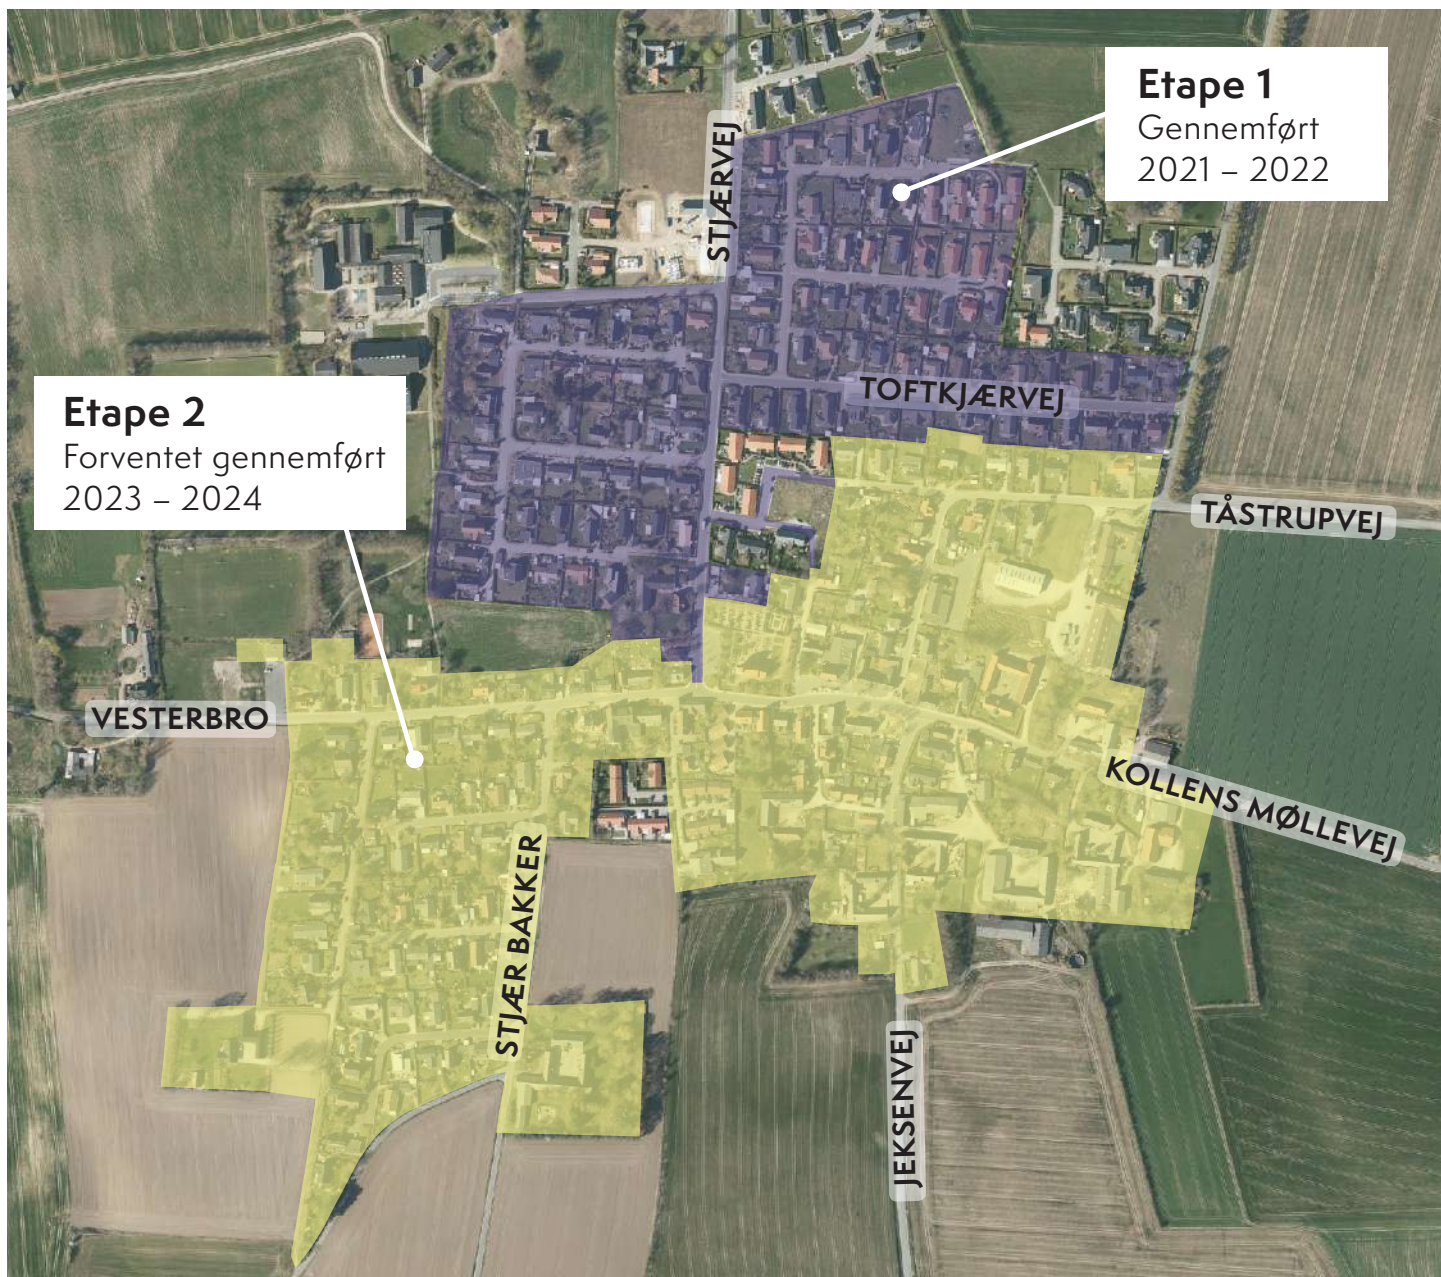 Etape 1
Gennemført
2021 – 2022
STJÆRVEJ
TOFTKJÆRVEJ
Etape 2
Forventet gennemført
2023 – 2024
TÅSTRUPVEJ
VESTERBRO
KOLLENS MØLLEVEJ
STJÆR BAKKER
JEKSENVEJ